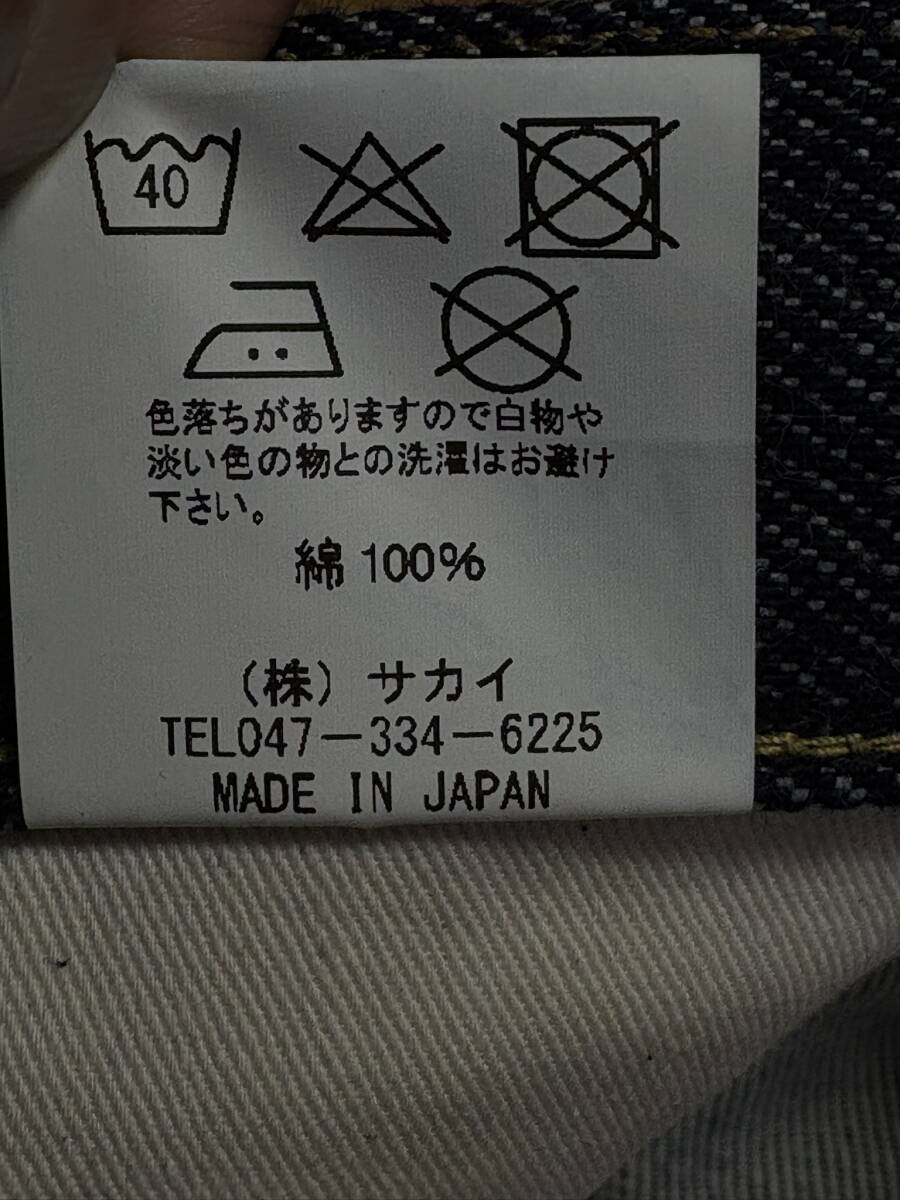 40
色落ちがありますので白物や
淡い色の物との洗濯はお避け
下さい。
綿 100%
(株) サカイ
TEL047-334-6225
MADE IN JAPAN